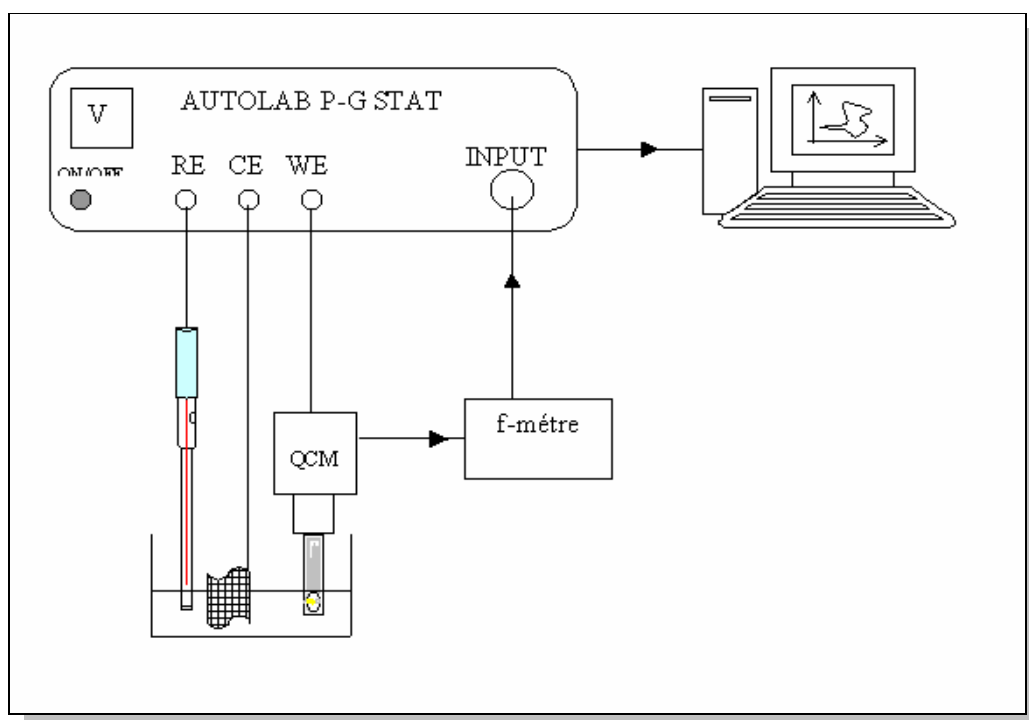 AUTOLAB P-G STAT
V
ON/OFF
RE CE WE
INPUT
f-métre
QCM